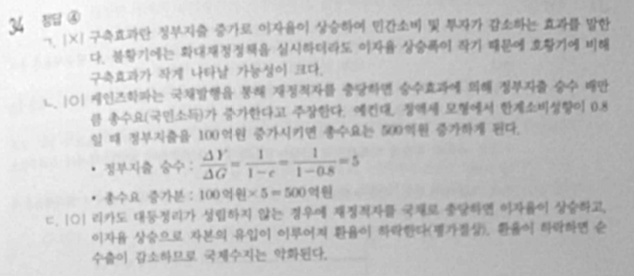 34 정답 ④
ㄱ. |X| 구축효과란 정부지출 증가로 이자율이 상승하여 민간소비 및 투자가 감소하는 효과를 말한
다. 불황기에는 확대재정정책을 실시하더라도 이자율 상승폭이 작기 때문에 호황기에 비해
구축효과가 작게 나타날 가능성이 크다.
ㄴ. |O| 케인즈학파는 국채발행을 통해 재정적자를 충당하면 승수효과에 의해 정부지출 승수 배만
큼 총수요(국민소득)가 증가한다고 주장한다. 예컨대, 정액세 모형에서 한계소비성향이 0.8
일 때 정부지출을 100억원 증가시키면 총수요는 500억원 증가하게 된다.
• 정부지출 승수 : ΔY/ΔG = 1/(1-c) = 1/(1-0.8) = 5
• 총수요 증가분 : 100억원×5=500억원
ㄷ. |O| 리카도 대등정리가 성립하지 않는 경우에 재정적자를 국채로 충당하면 이자율이 상승하고,
이자율 상승으로 자본의 유입이 이루어져 환율이 하락한다(평가절상). 환율이 하락하면 순
수출이 감소하므로 국제수지는 악화된다.